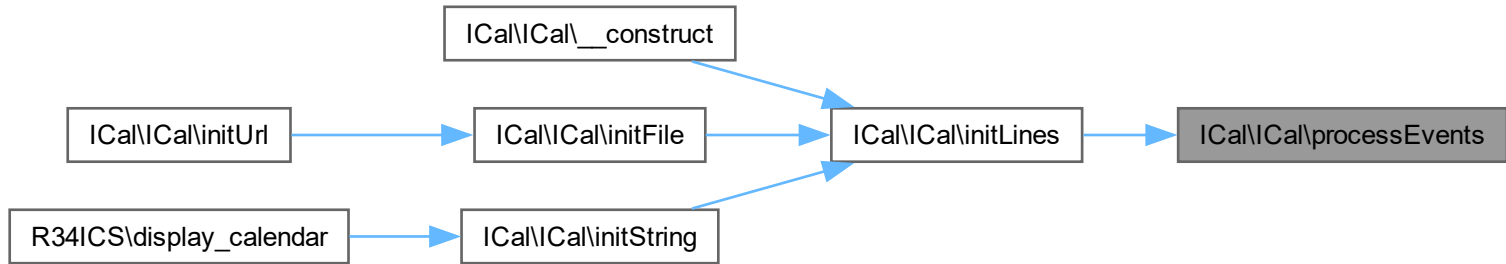 ICal\ICal\__construct
ICal\ICal\initUrl
ICal\ICal\initFile
ICal\ICal\initLines
ICal\ICal\processEvents
R34ICS\display_calendar
ICal\ICal\initString